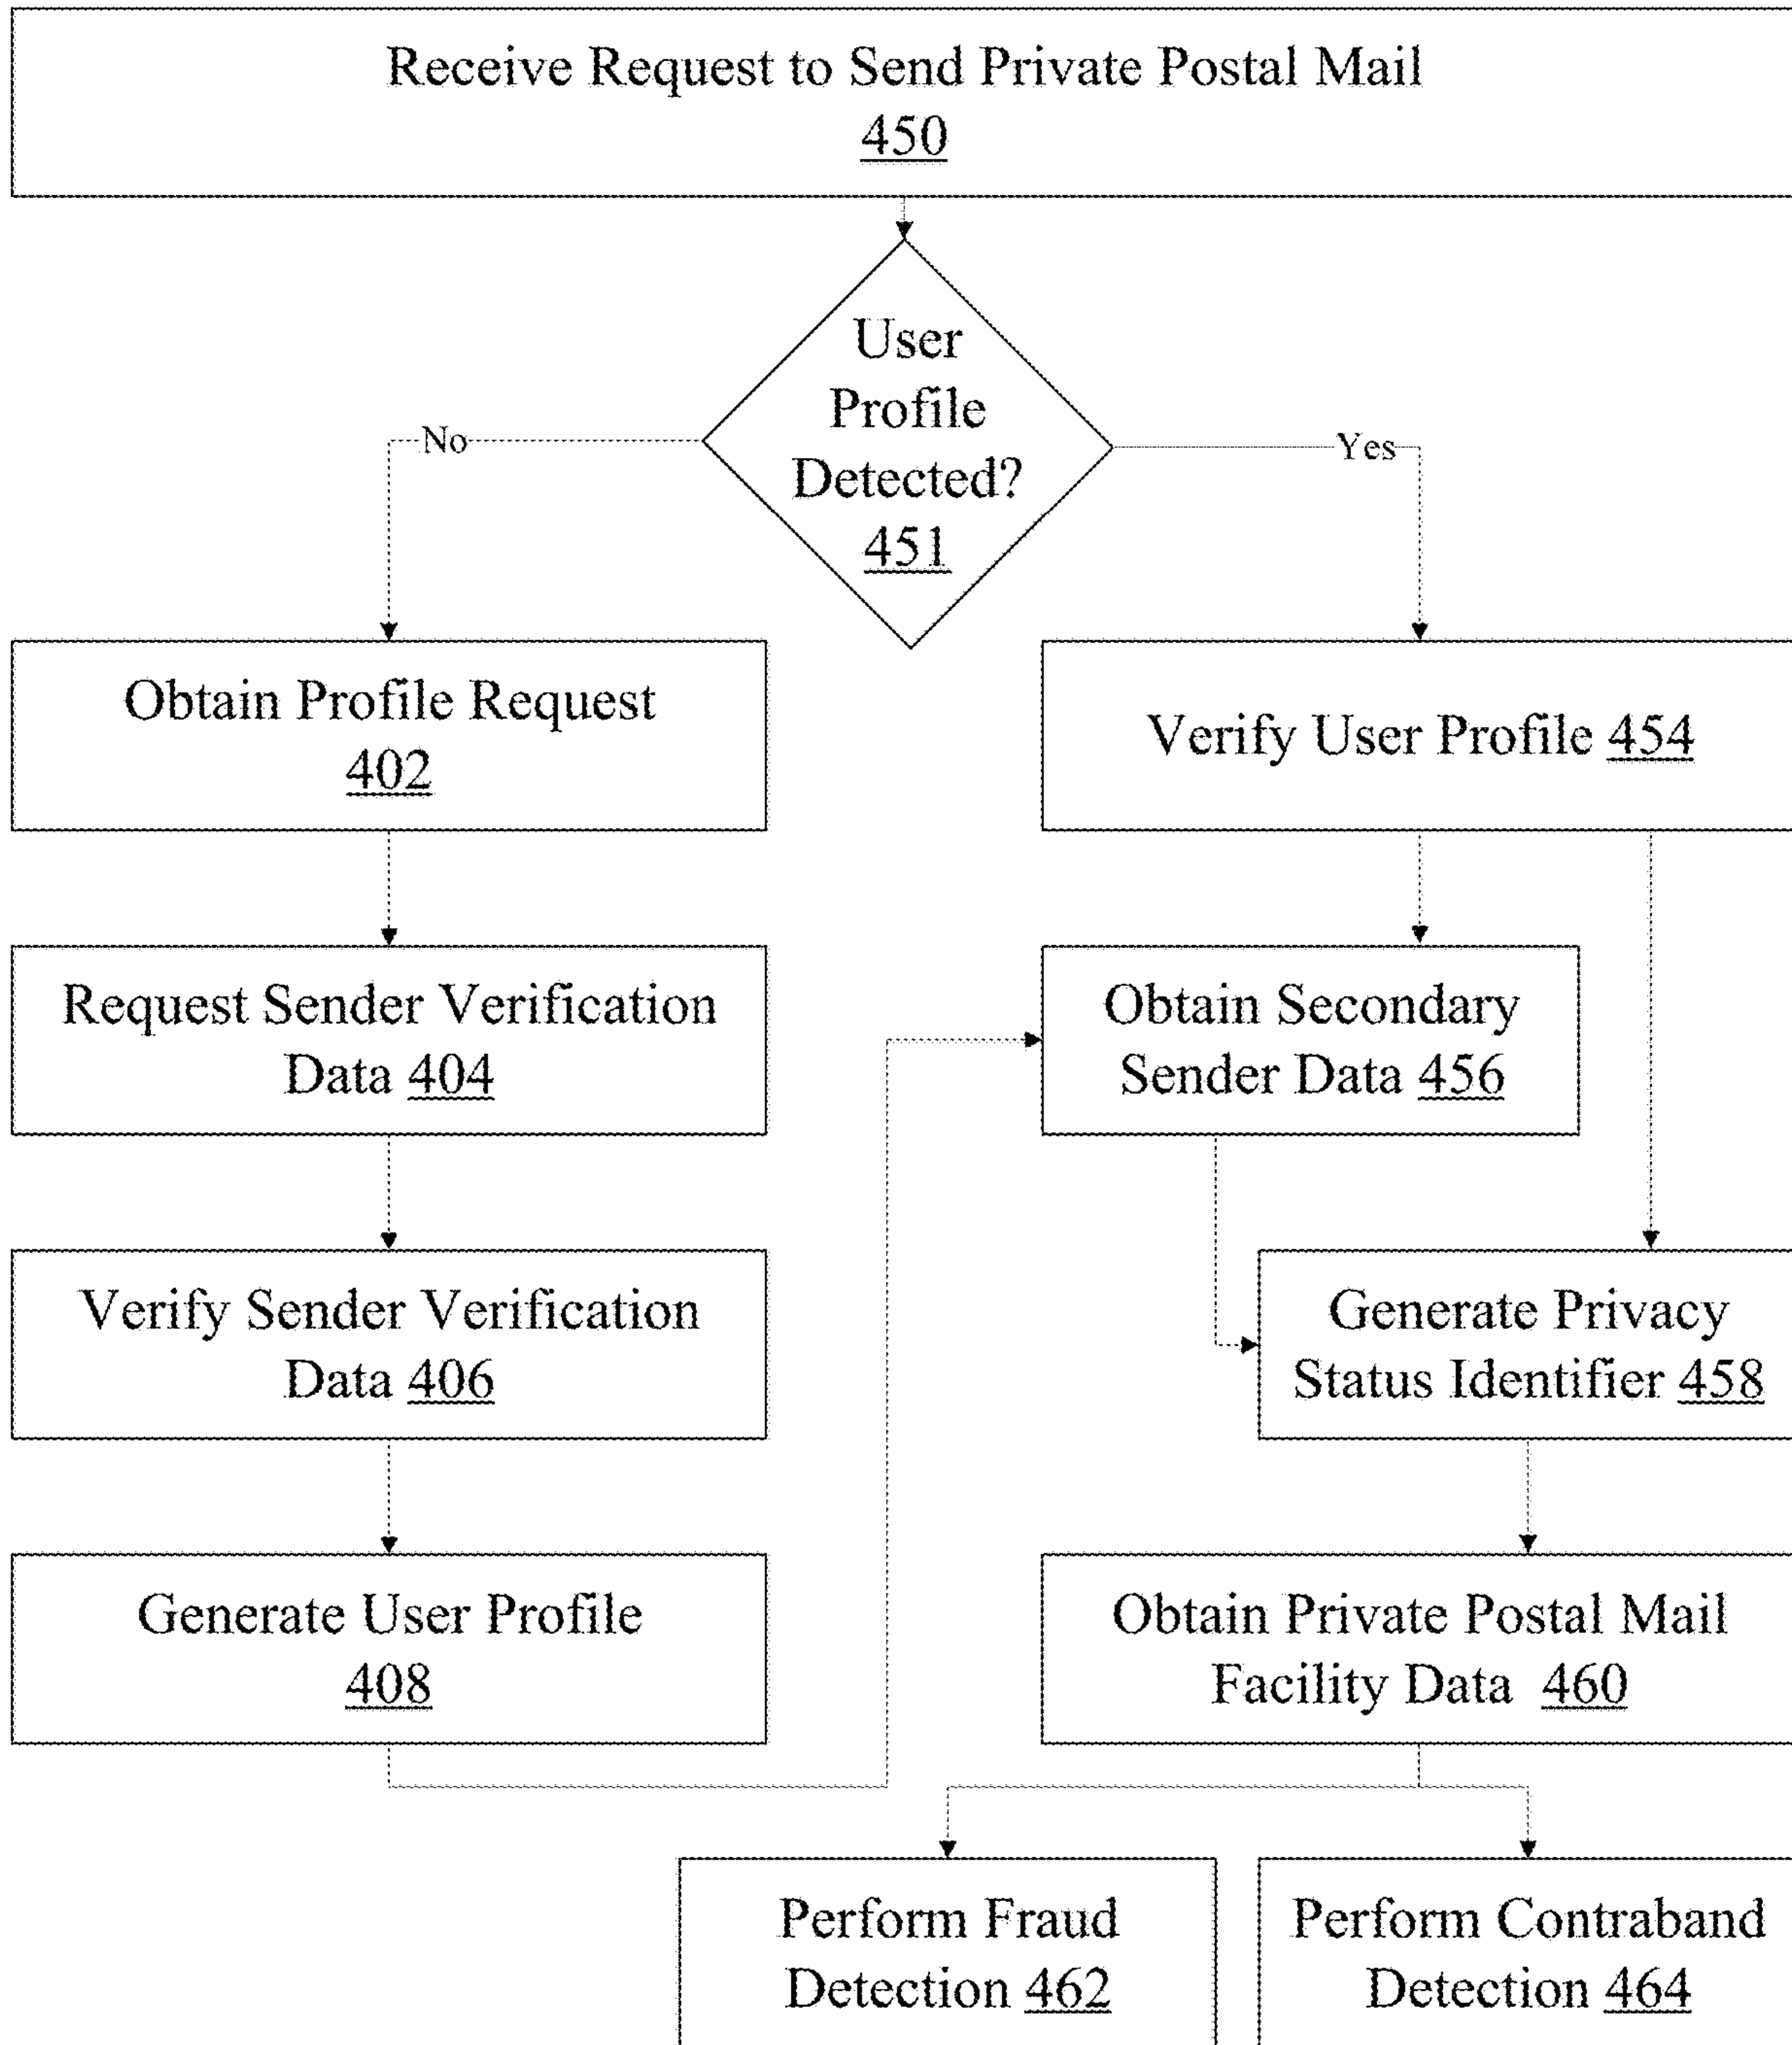 Receive Request to Send Private Postal Mail
450
User
Profile
Detected?
451
No
Yes
Obtain Profile Request
402
Verify User Profile 454
Request Sender Verification
Data 404
Obtain Secondary
Sender Data 456
Verify Sender Verification
Data 406
Generate Privacy
Status Identifier 458
Generate User Profile
408
Obtain Private Postal Mail
Facility Data 460
Perform Fraud
Detection 462
Perform Contraband
Detection 464